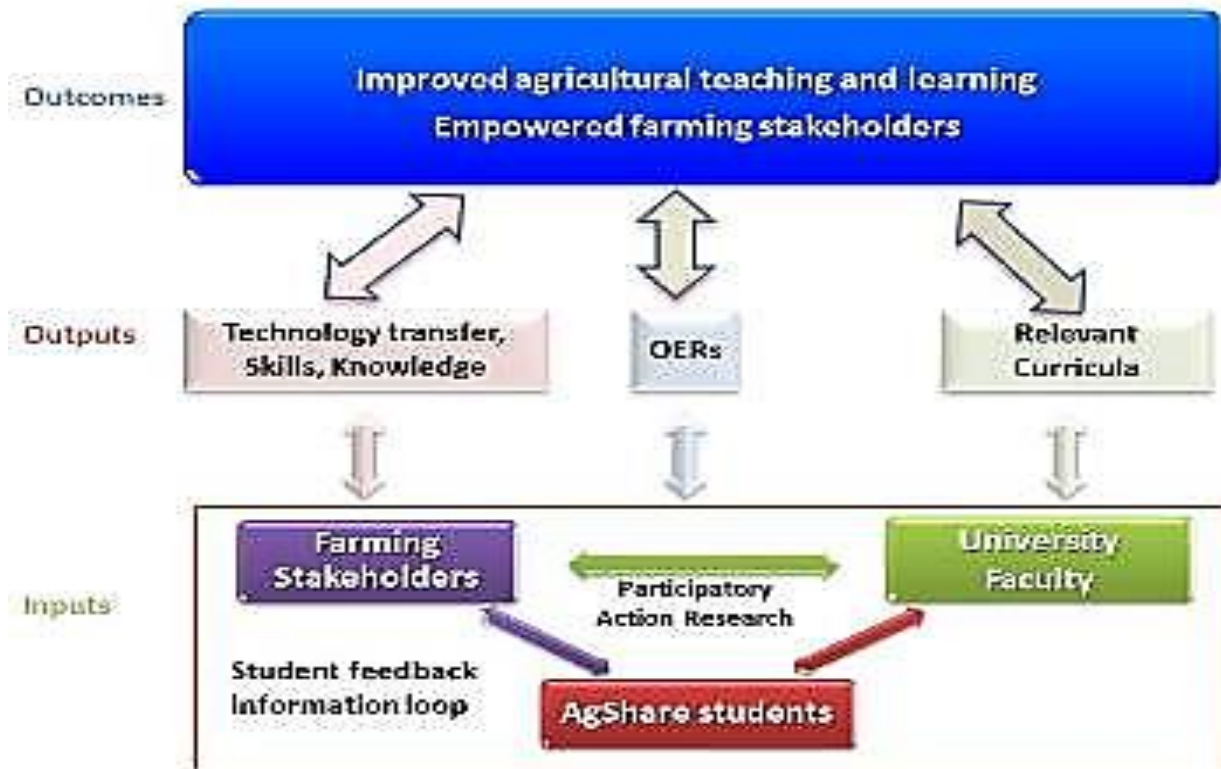 Outcomes
Improved agricultural teaching and learning
Empowered farming stakeholders
Outputs
Technology transfer,
Skills, Knowledge
OERs
Relevant
Curricula
Inputs
Farming
Stakeholders
Participatory
Action Research
University
Faculty
Student feedback
Information loop
AgShare students